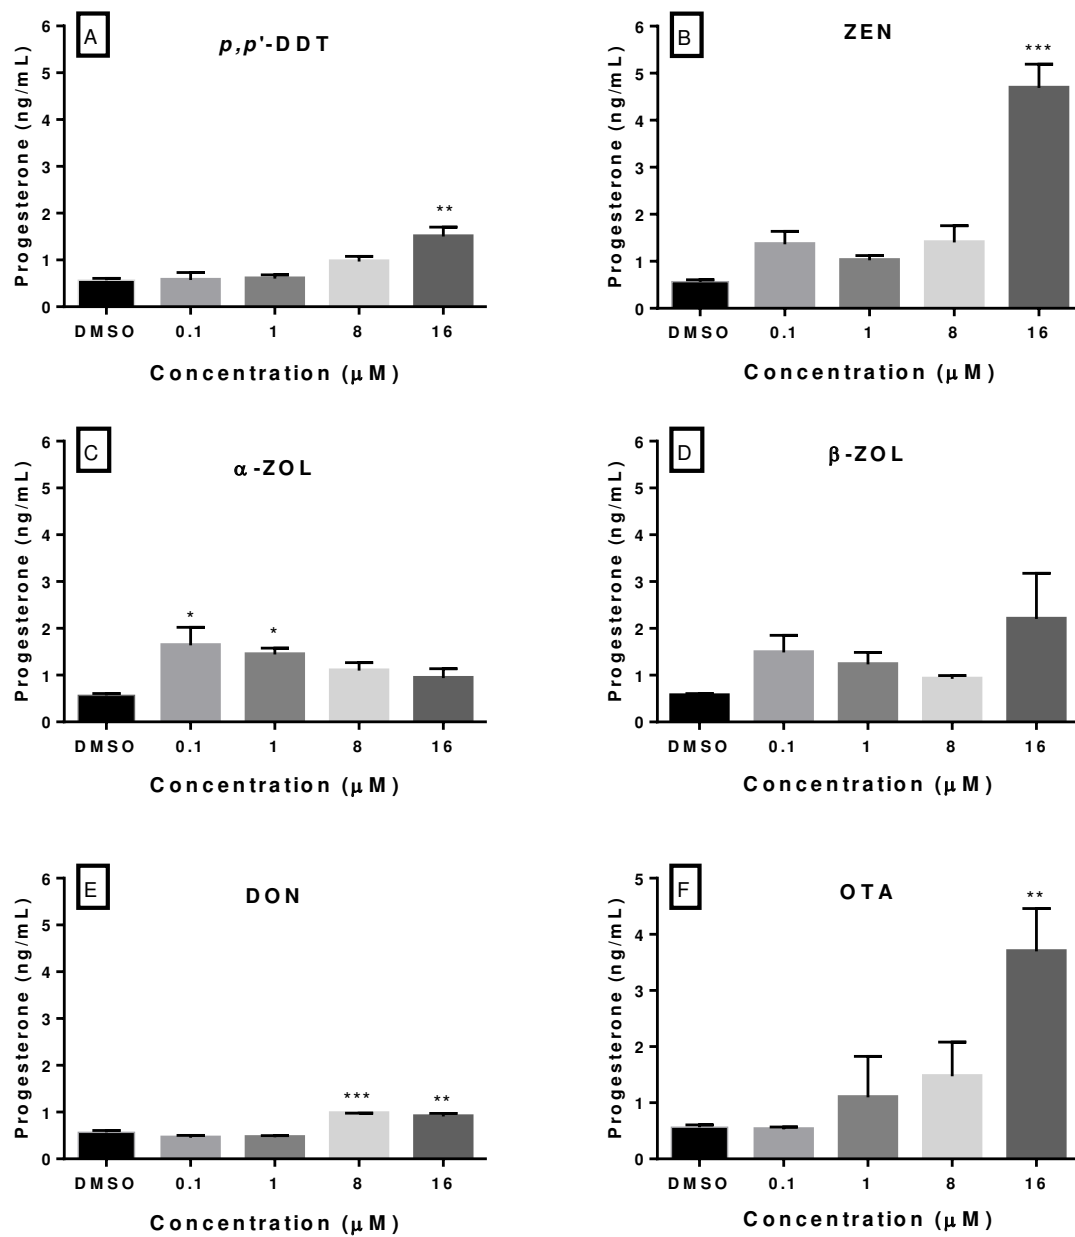 A
p,p'-DDT
Progesterone (ng/mL)
6
5
4
3
2
1
0
**
DMSO 0.1 1 8 16
Concentration (μM)
B
ZEN
Progesterone (ng/mL)
6
5
4
3
2
1
0
***
DMSO 0.1 1 8 16
Concentration (μM)
C
α-ZOL
Progesterone (ng/mL)
6
5
4
3
2
1
0
* *
DMSO 0.1 1 8 16
Concentration (μM)
D
β-ZOL
Progesterone (ng/mL)
6
5
4
3
2
1
0
DMSO 0.1 1 8 16
Concentration (μM)
E
DON
Progesterone (ng/mL)
6
5
4
3
2
1
0
*** **
DMSO 0.1 1 8 16
Concentration (μM)
F
OTA
Progesterone (ng/mL)
5
4
3
2
1
0
**
DMSO 0.1 1 8 16
Concentration (μM)